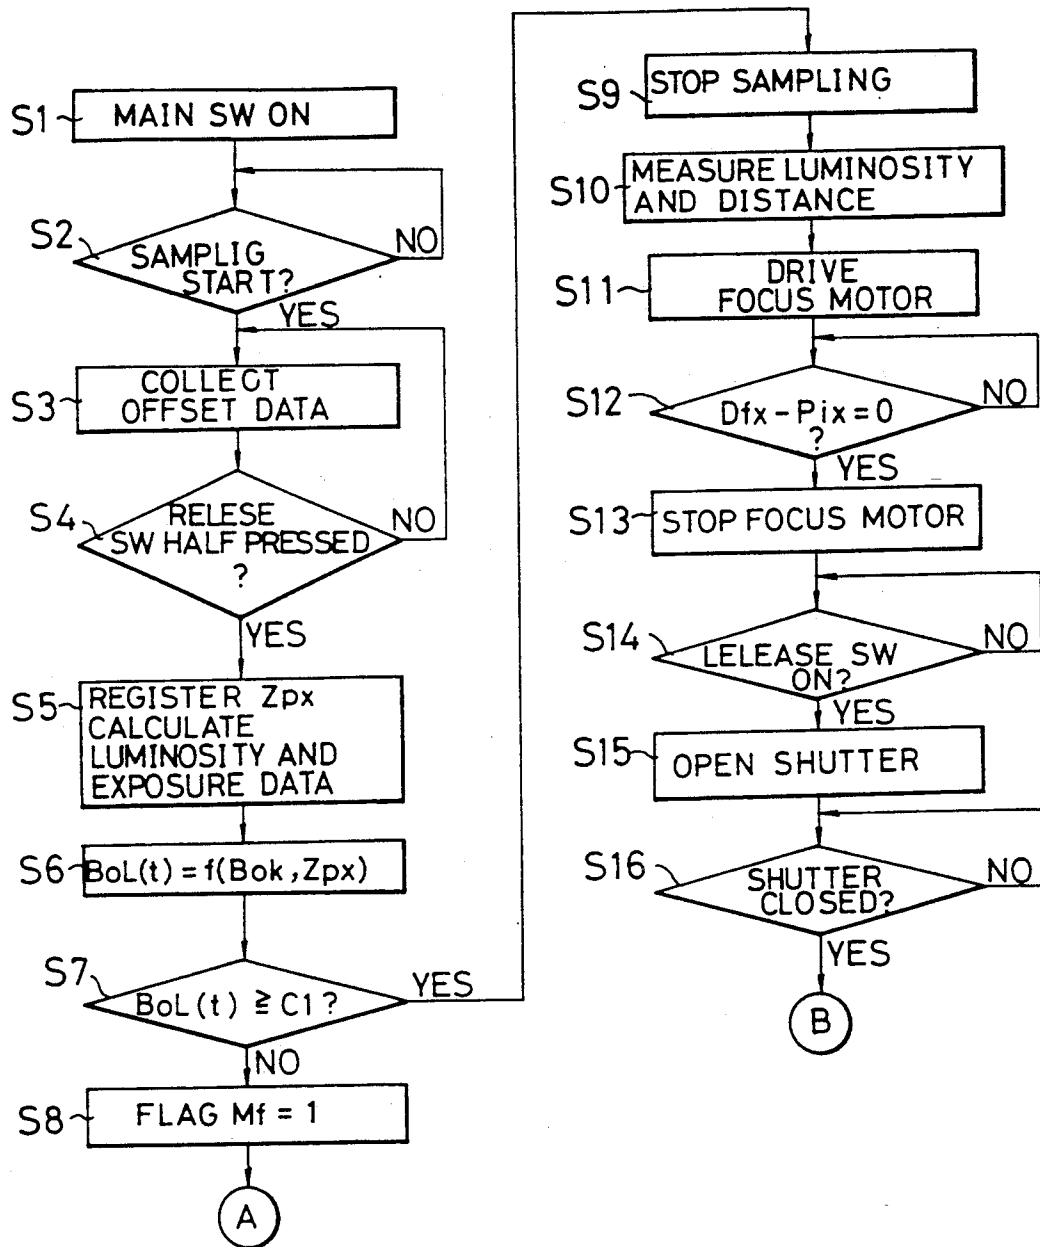 S1
MAIN SW ON
S2
SAMPLIG
START?
NO
YES
S3
COLLECT
OFFSET DATA
S4
RELESE
SW HALF PRESSED
?
NO
YES
S5
REGISTER Zpx
CALCULATE
LUMINOSITY AND
EXPOSURE DATA
S6
BoL(t) = f(Bok, Zpx)
S7
BoL(t) ≧ C1?
YES
NO
S8
FLAG Mf = 1
A
S9
STOP SAMPLING
S10
MEASURE LUMINOSITY
AND DISTANCE
S11
DRIVE
FOCUS MOTOR
S12
Dfx - Pix = 0
?
NO
YES
S13
STOP FOCUS MOTOR
S14
LELEASE SW
ON?
NO
YES
S15
OPEN SHUTTER
S16
SHUTTER
CLOSED?
NO
YES
B